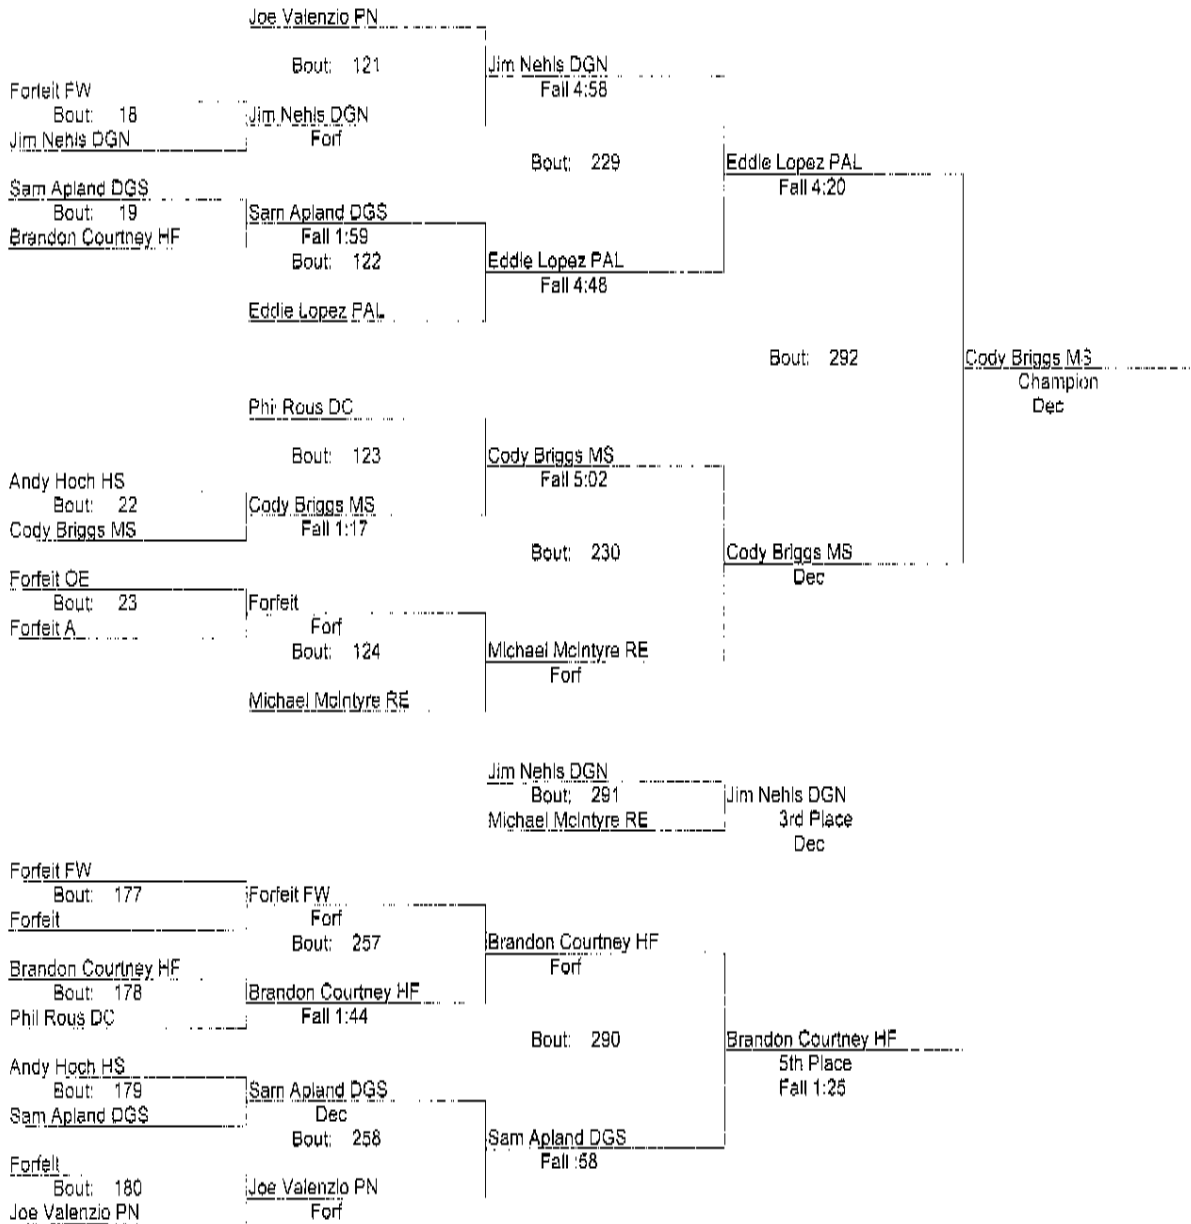 Joe Valenzio PN
Bout: 121
Jim Nehls DGN
Fall 4:58
Forfeit FW
Bout: 18
Jim Nehls DGN
Jim Nehls DGN
Forf
Bout: 229
Eddie Lopez PAL
Fall 4:20
Sam Apland DGS
Bout: 19
Brandon Courtney HF
Sam Apland DGS
Fall 1:59
Bout: 122
Eddie Lopez PAL
Fall 4:48
Eddie Lopez PAL
Bout: 292
Cody Briggs MS
Champion
Dec
Phil Rous DC
Bout: 123
Cody Briggs MS
Fall 5:02
Andy Hoch HS
Bout: 22
Cody Briggs MS
Cody Briggs MS
Fall 1:17
Bout: 230
Cody Briggs MS
Dec
Forfeit OE
Bout: 23
Forfeit A
Forfeit
Forf
Bout: 124
Michael McIntyre RE
Forf
Michael McIntyre RE
Jim Nehls DGN
Bout: 291
Michael McIntyre RE
Jim Nehls DGN
3rd Place
Dec
Forfeit FW
Bout: 177
Forfeit
Forfeit FW
Forf
Bout: 257
Brandon Courtney HF
Forf
Brandon Courtney HF
Bout: 178
Phil Rous DC
Brandon Courtney HF
Fall 1:44
Bout: 290
Brandon Courtney HF
5th Place
Fall 1:25
Andy Hoch HS
Bout: 179
Sam Apland DGS
Sam Apland DGS
Dec
Bout: 258
Sam Apland DGS
Fall :58
Forfeit
Bout: 180
Joe Valenzio PN
Joe Valenzio PN
Forf